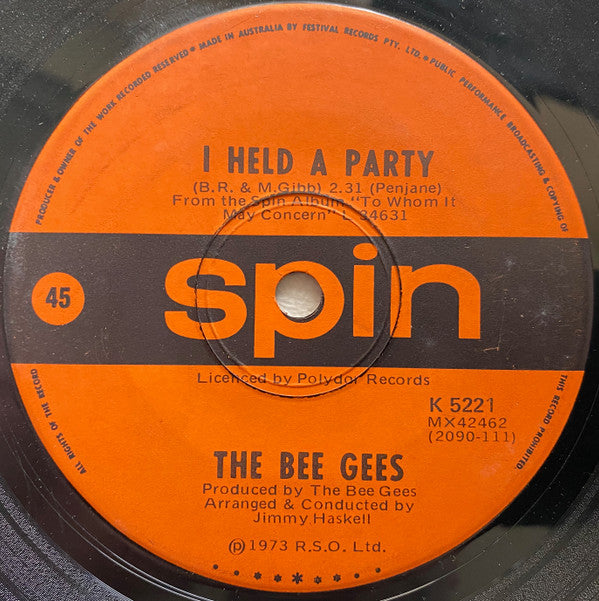 PRODUCER & OWNER OF THE WORK RECORDED RESERVED * MADE IN AUSTRALIA BY FESTIVAL RECORDS PTY. LTD. * PUBLIC PERFORMANCE BROADCASTING & COPYING OF
I HELD A PARTY
(B.R. & M.Gibb) 2.31 (Penjane)
From the Spin Album "To Whom It
May Concern" L 34631
45
spin
Licenced by Polydor Records
K 5221
MX42462
(2090-111)
THE BEE GEES
Produced by The Bee Gees
Arranged & Conducted by
Jimmy Haskell
℗ 1973 R.S.O. Ltd.
ALL RIGHTS OF THE RECORD
THIS RECORD PROHIBITED.